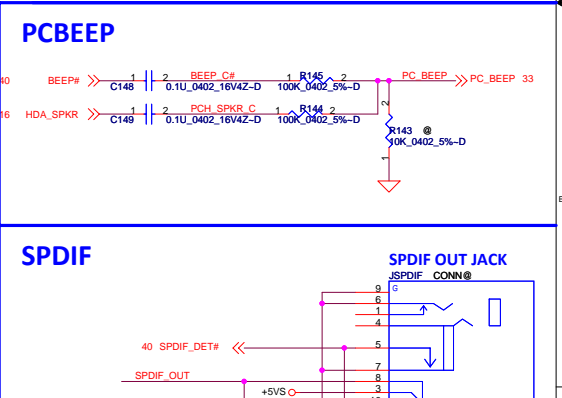 PCBEEP
40 BEEP# 1 2 BEEP_C# 1 R145 2 PC_BEEP PC_BEEP 33
C148 0.1U_0402_16V4Z~D 100K_0402_5%~D
16 HDA_SPKR 1 2 PCH_SPKR_C 1 R144 2
C149 0.1U_0402_16V4Z~D 100K_0402_5%~D
2
R143 @
10K_0402_5%~D
1
SPDIF
SPDIF OUT JACK
JSPDIF CONN@
9 G
6
1
4
40 SPDIF_DET# 5
7
SPDIF_OUT 8
+5VS 3